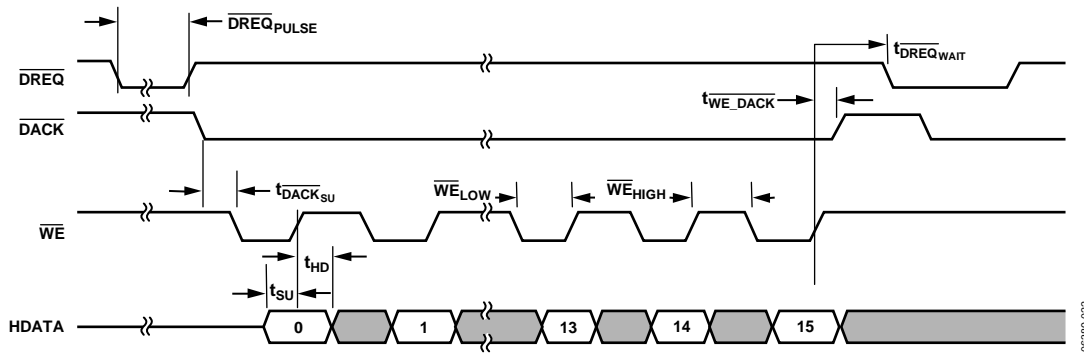 DREQPULSE
tDREQWAIT
DREQ
tWE_DACK
DACK
tDACKSU
WELOW
WEHIGH
WE
tHD
tSU
HDATA
0
1
13
14
15